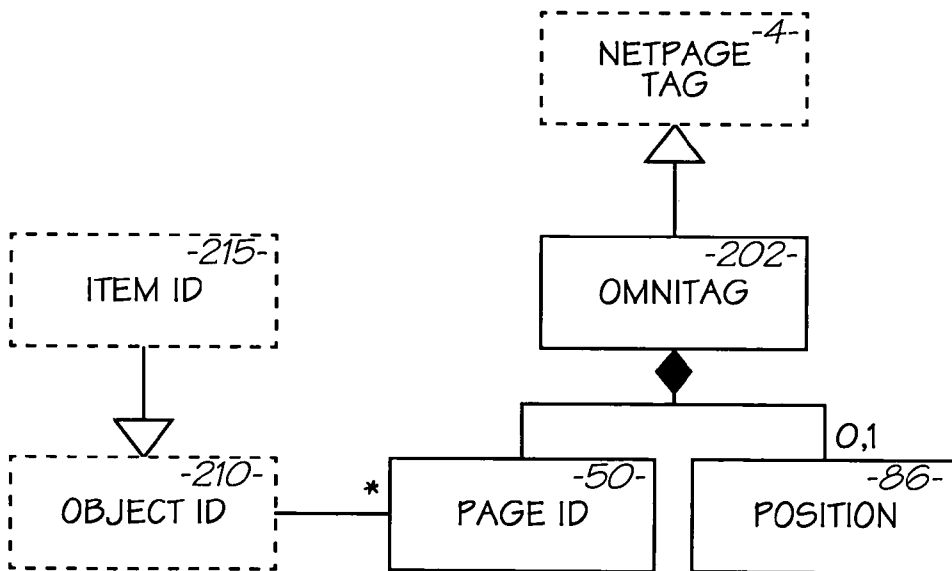 -4-
NETPAGE
TAG
-215-
ITEM ID
-202-
OMNITAG
0,1
-210-
OBJECT ID
*
-50-
PAGE ID
-86-
POSITION